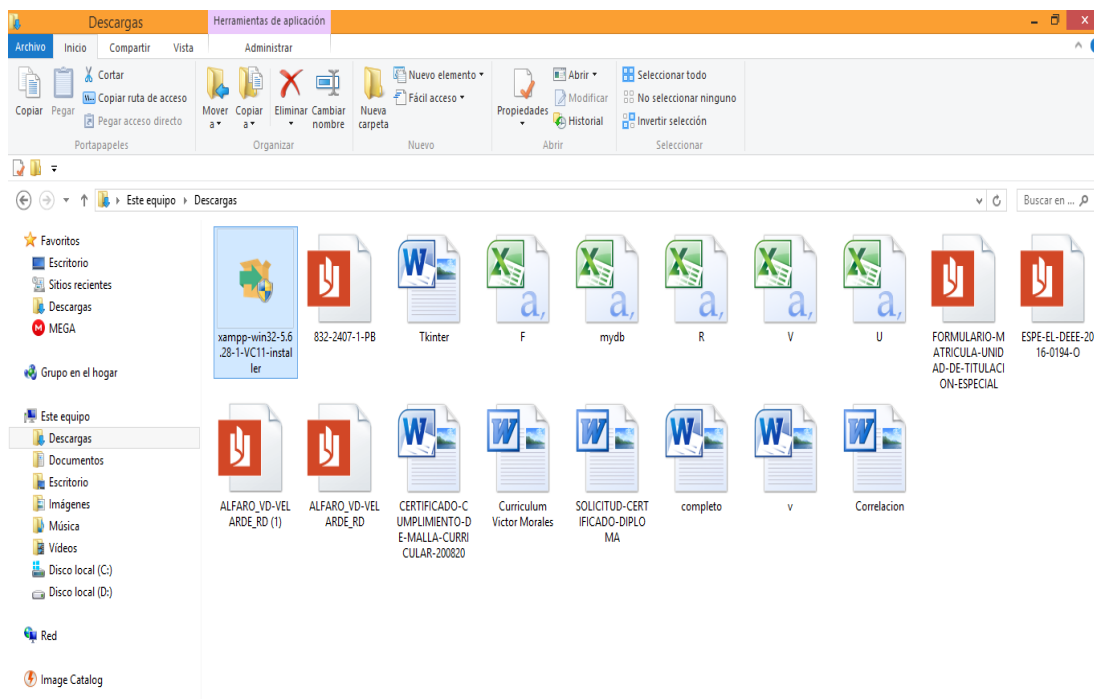 Descargas
Herramientas de aplicación
Archivo Inicio Compartir Vista Administrar
Copiar
Pegar
Cortar
Copiar ruta de acceso
Pegar acceso directo
Portapapeles
Mover a
Copiar a
Eliminar
Cambiar nombre
Organizar
Nueva carpeta
Nuevo elemento
Fácil acceso
Nuevo
Propiedades
Abrir
Modificar
Historial
Abrir
Seleccionar todo
No seleccionar ninguno
Invertir selección
Seleccionar
Este equipo Descargas
Buscar en ...
Favoritos
Escritorio
Sitios recientes
Descargas
MEGA
Grupo en el hogar
Este equipo
Descargas
Documentos
Escritorio
Imágenes
Música
Vídeos
Disco local (C:)
Disco local (D:)
Red
Image Catalog
xampp-win32-5.6
.28-1-VC11-instal
ler
832-2407-1-PB
Tkinter
F
mydb
R
V
U
FORMULARIO-M
ATRICULA-UNID
AD-DE-TITULACI
ON-ESPECIAL
ESPE-EL-DEEE-20
16-0194-O
ALFARO_VD-VEL
ARDE_RD (1)
ALFARO_VD-VEL
ARDE_RD
CERTIFICADO-C
UMPLIMIENTO-D
E-MALLA-CURRI
CULAR-200820
Curriculum
Victor Morales
SOLICITUD-CERT
IFICADO-DIPLO
MA
completo
v
Correlacion